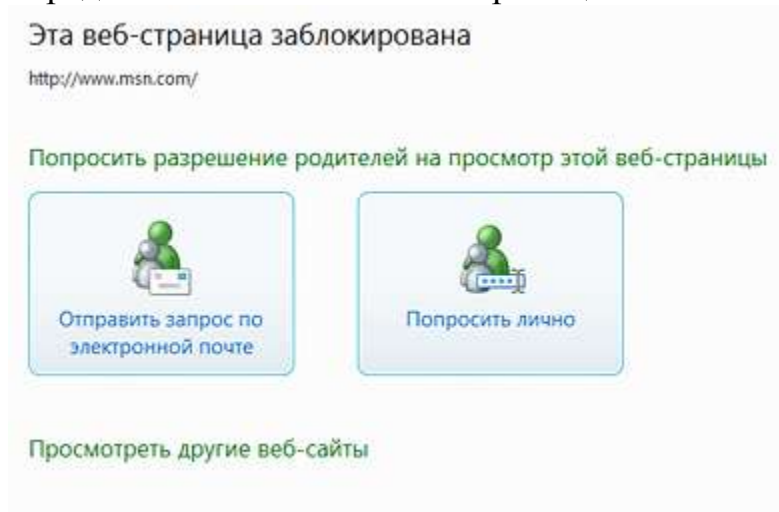 Эта веб-страница заблокирована
http://www.msn.com/
Попросить разрешение родителей на просмотр этой веб-страницы
Отправить запрос по
электронной почте
Попросить лично
Просмотреть другие веб-сайты